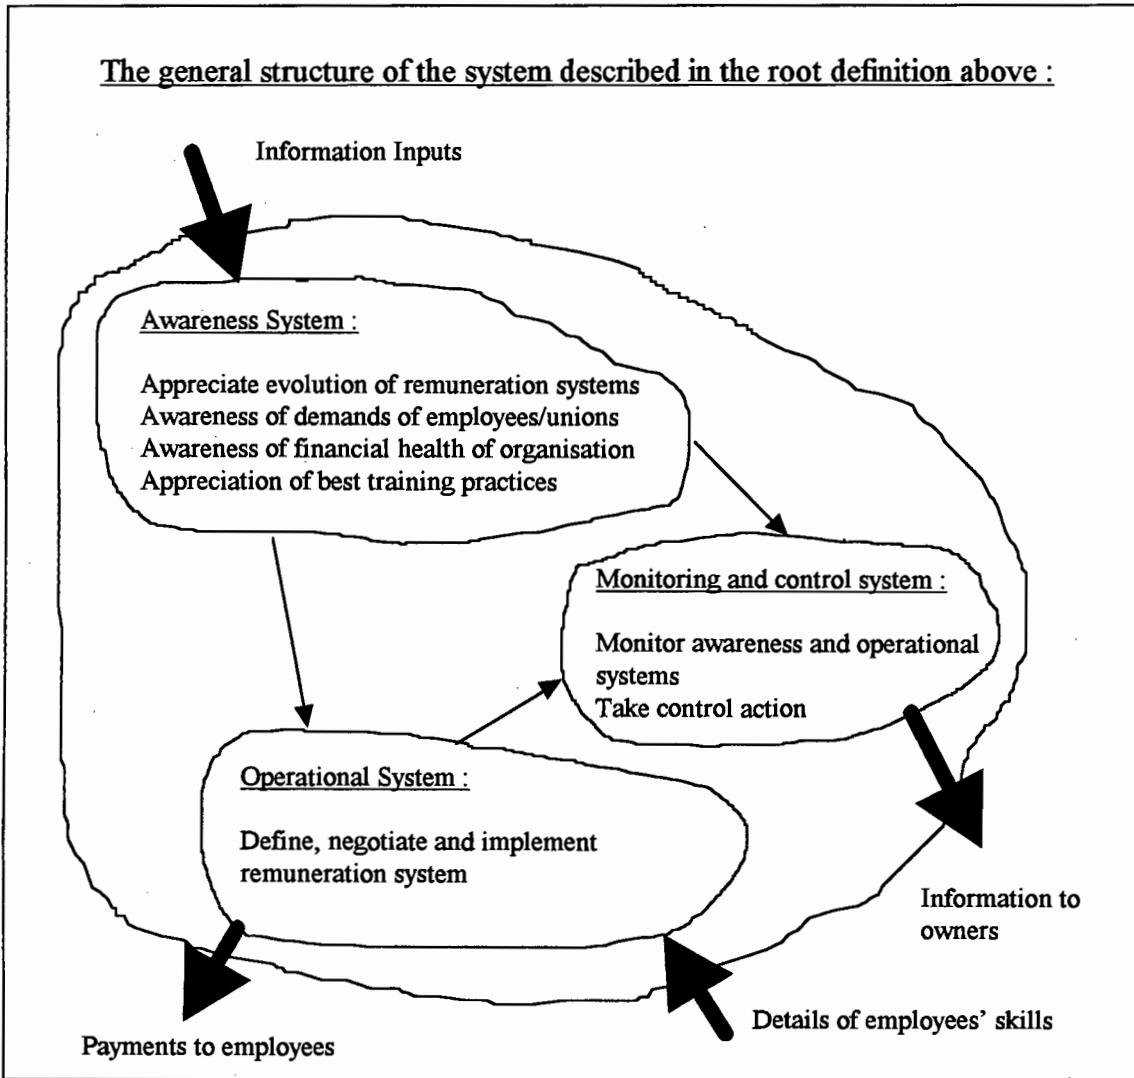 The general structure of the system described in the root definition above :
Information Inputs
Awareness System :
Appreciate evolution of remuneration systems
Awareness of demands of employees/unions
Awareness of financial health of organisation
Appreciation of best training practices
Monitoring and control system :
Monitor awareness and operational
systems
Take control action
Operational System :
Define, negotiate and implement
remuneration system
Information to
owners
Details of employees' skills
Payments to employees